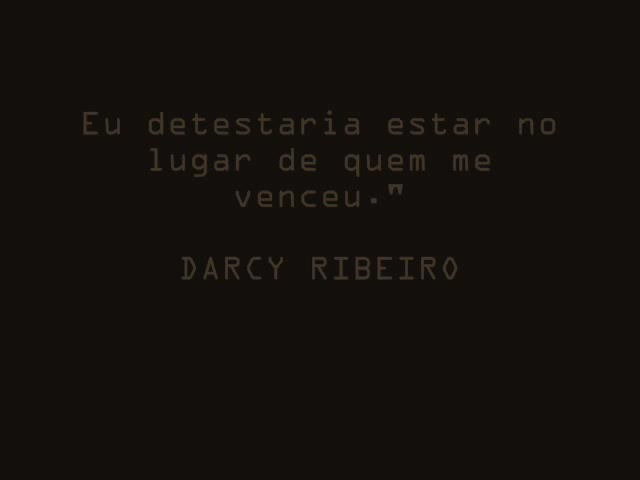 Eu detestaria estar no
lugar de quem me
venceu."
DARCY RIBEIRO